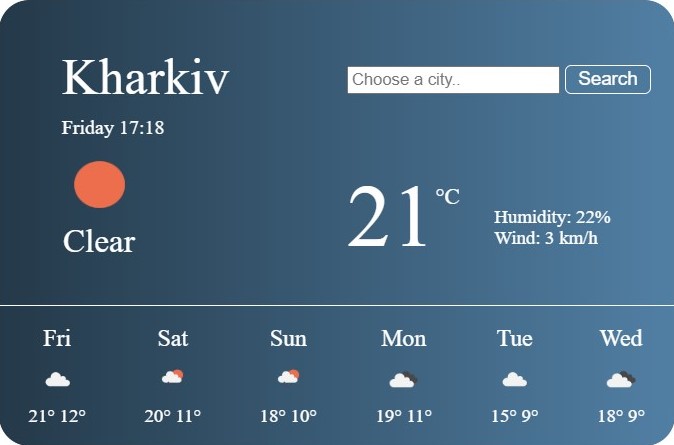 Kharkiv
Choose a city.. Search
Friday 17:18
Clear
21 °C
Humidity: 22%
Wind: 3 km/h
Fri Sat Sun Mon Tue Wed
21° 12° 20° 11° 18° 10° 19° 11° 15° 9° 18° 9°